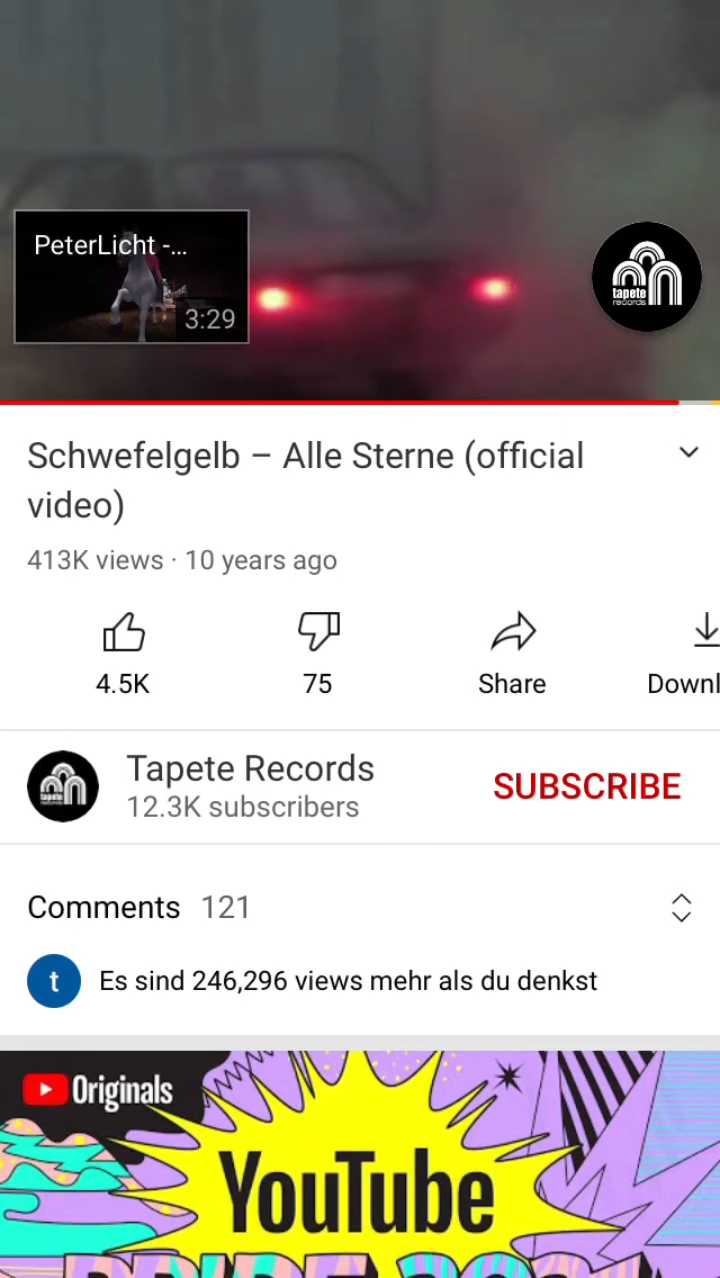 PeterLicht -...
3:29
tapete
records
Schwefelgelb – Alle Sterne (official
video)
413K views · 10 years ago
4.5K
75
Share
Downl
Tapete Records
12.3K subscribers
SUBSCRIBE
tapete
Comments 121
t
Es sind 246,296 views mehr als du denkst
Originals
YouTube
PRIDE